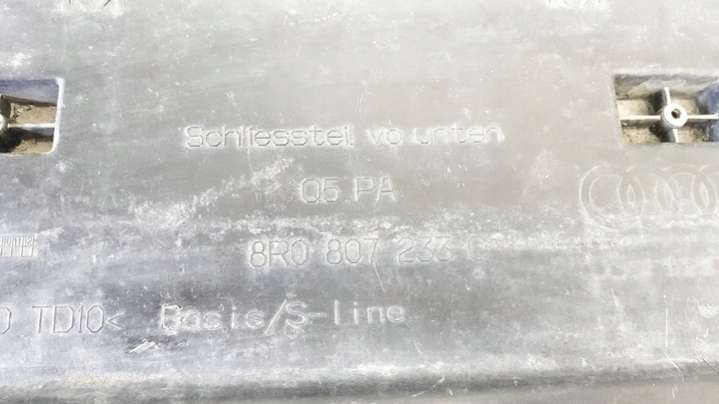 Schliessteil vo unten
Q5 PA
8R0 807 233 C
TD10< Basis/S-line